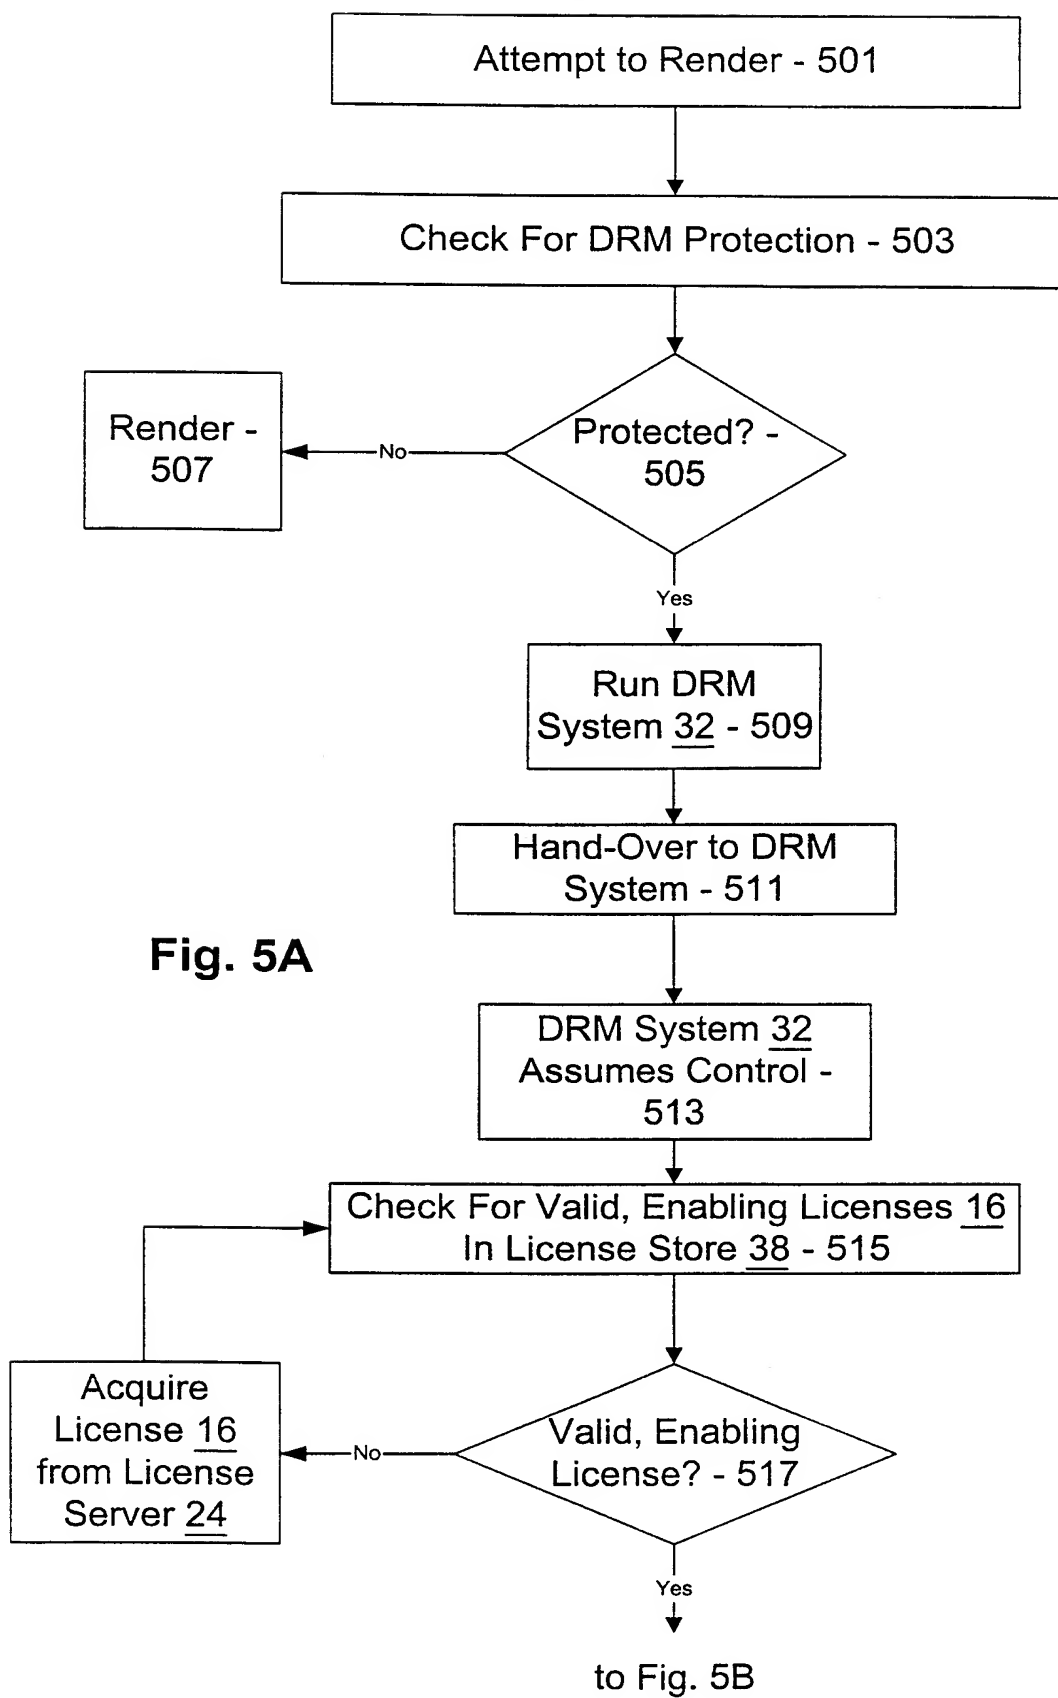 Attempt to Render - 501
Check For DRM Protection - 503
Protected? -
505
No
Render -
507
Yes
Run DRM
System 32 - 509
Hand-Over to DRM
System - 511
Fig. 5A
DRM System 32
Assumes Control -
513
Check For Valid, Enabling Licenses 16
In License Store 38 - 515
Valid, Enabling
License? - 517
No
Acquire
License 16
from License
Server 24
Yes
to Fig. 5B